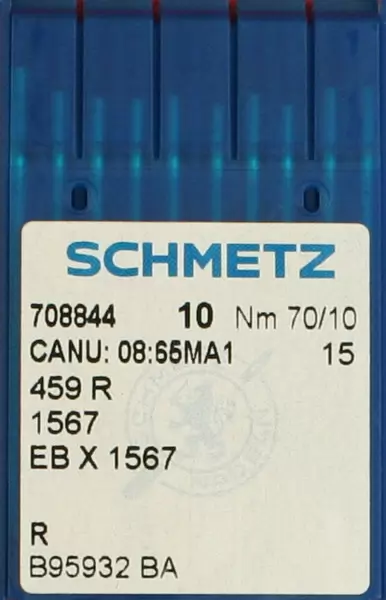 SCHMETZ
708844 10 Nm 70/10
CANU: 08:65MA1 15
459 R
1567
EB X 1567
R
B95932 BA